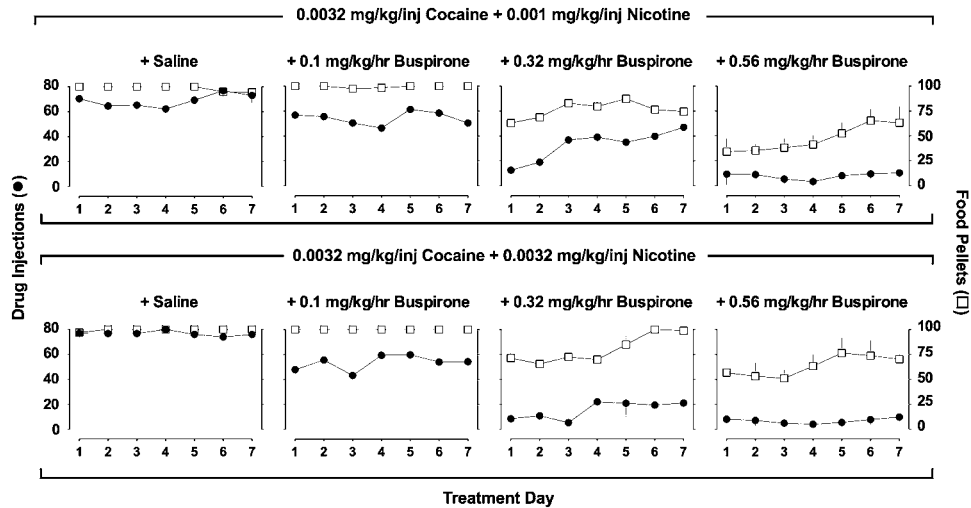 0.0032 mg/kg/inj Cocaine + 0.001 mg/kg/inj Nicotine
+ Saline + 0.1 mg/kg/hr Buspirone + 0.32 mg/kg/hr Buspirone + 0.56 mg/kg/hr Buspirone
80 100
60 75
40 50
20 25
0 0
1 2 3 4 5 6 7 1 2 3 4 5 6 7 1 2 3 4 5 6 7 1 2 3 4 5 6 7
Drug Injections (●)
Food Pellets (□)
0.0032 mg/kg/inj Cocaine + 0.0032 mg/kg/inj Nicotine
+ Saline + 0.1 mg/kg/hr Buspirone + 0.32 mg/kg/hr Buspirone + 0.56 mg/kg/hr Buspirone
80 100
60 75
40 50
20 25
0 0
1 2 3 4 5 6 7 1 2 3 4 5 6 7 1 2 3 4 5 6 7 1 2 3 4 5 6 7
Treatment Day